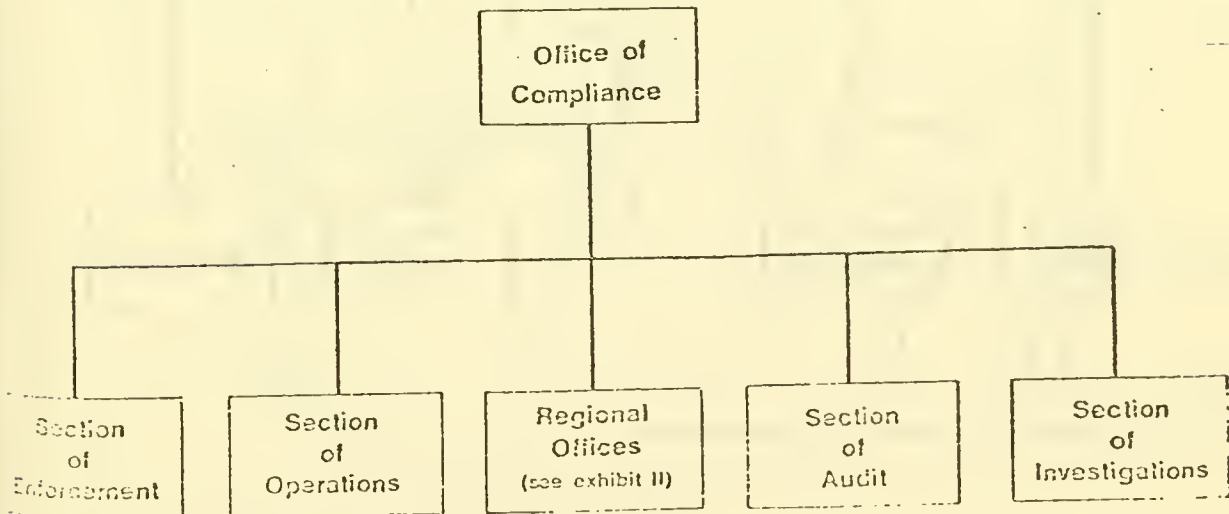 Office of
Compliance
Section
of
Enforcement
Section
of
Operations
Regional
Offices
(see exhibit II)
Section
of
Audit
Section
of
Investigations